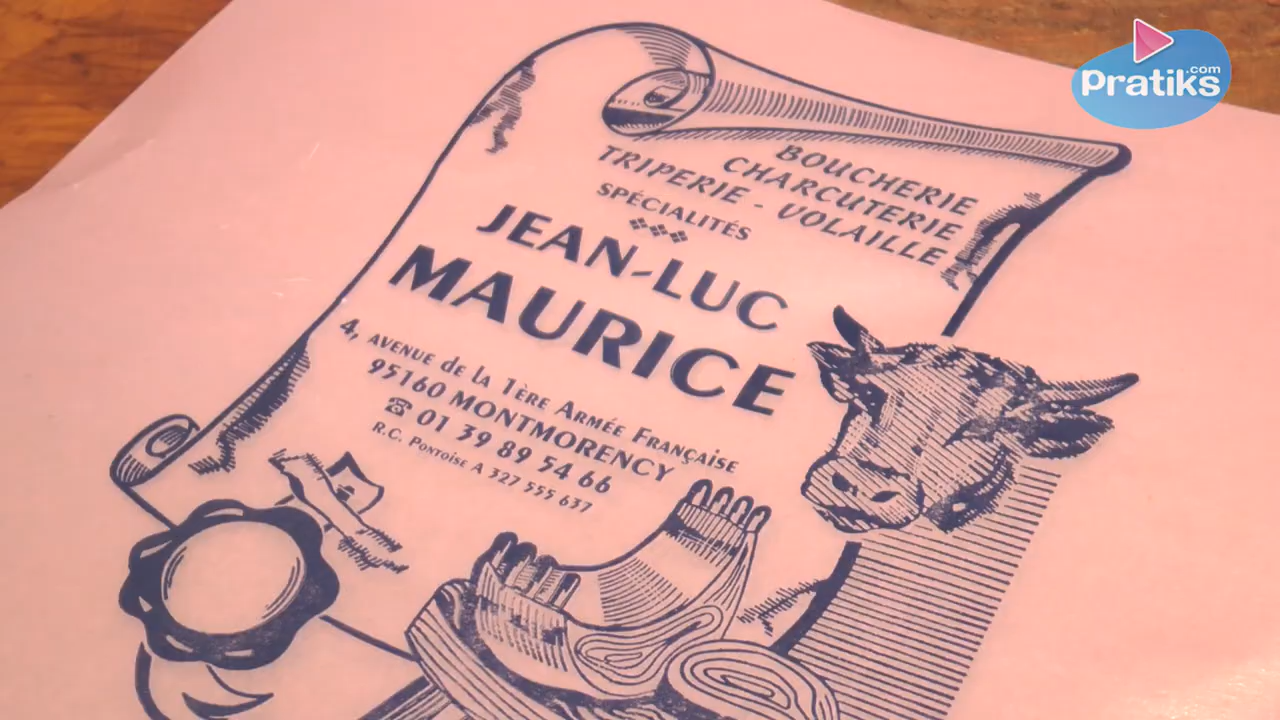 Pratiks.com
BOUCHERIE
CHARCUTERIE
TRIPERIE - VOLAILLE
SPÉCIALITÉS
JEAN-LUC
MAURICE
4, AVENUE de la 1ÈRE ARMÉE FRANÇAISE
95160 MONTMORENCY
☎ 01 39 89 54 66
R.C. PONTOISE A 327 555 637